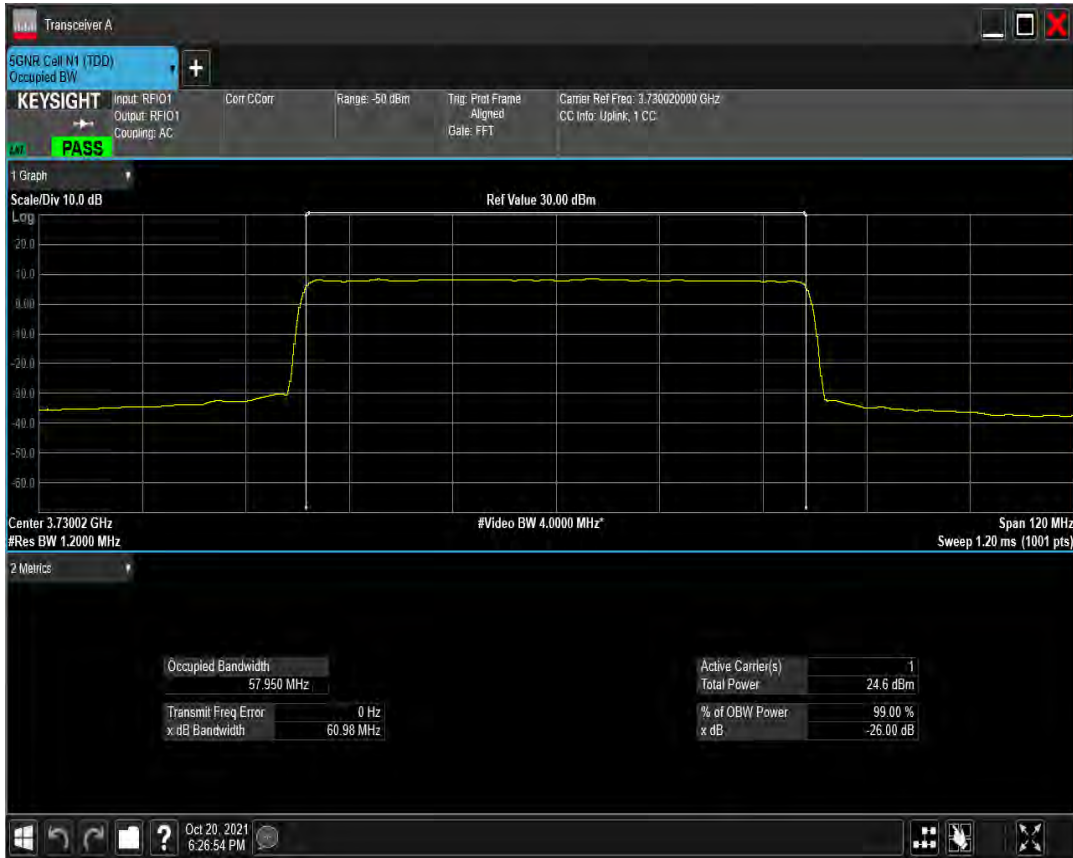 Transceiver A
5GNR Cell N1 (TDD)
Occupied BW
+
KEYSIGHT
Input: RFIO1
Output: RFIO1
Coupling: AC
Corr CCorr
Range: -50 dBm
Trig: Prot Frame
Aligned
Gate: FFT
Carrier Ref Freq: 3.730020000 GHz
CC Info: Uplink, 1 CC
PASS
1 Graph
Scale/Div 10.0 dB
Ref Value 30.00 dBm
Log
20.0
10.0
0.00
-10.0
-20.0
-30.0
-40.0
-50.0
-60.0
Center 3.73002 GHz
#Video BW 4.0000 MHz*
Span 120 MHz
#Res BW 1.2000 MHz
Sweep 1.20 ms (1001 pts)
2 Metrics
Occupied Bandwidth
57.950 MHz
Transmit Freq Error 0 Hz
x dB Bandwidth 60.98 MHz
Active Carrier(s) 1
Total Power 24.6 dBm
% of OBW Power 99.00 %
x dB -26.00 dB
?
Oct 20, 2021
6:26:54 PM